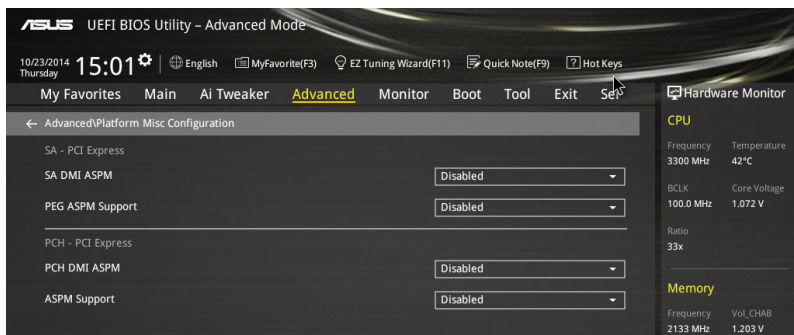 ASUS UEFI BIOS Utility – Advanced Mode
10/23/2014 Thursday 15:01 English MyFavorite(F3) EZ Tuning Wizard(F11) Quick Note(F9) ? Hot Keys
My Favorites Main Ai Tweaker Advanced Monitor Boot Tool Exit
Hardware Monitor
← Advanced\Platform Misc Configuration
SA - PCI Express
SA DMI ASPM Disabled
PEG ASPM Support Disabled
PCH - PCI Express
PCH DMI ASPM Disabled
ASPM Support Disabled
CPU
Frequency Temperature
3300 MHz 42°C
BCLK Core Voltage
100.0 MHz 1.072 V
Ratio
33x
Memory
Frequency Vol_CHAB
2133 MHz 1.203 V